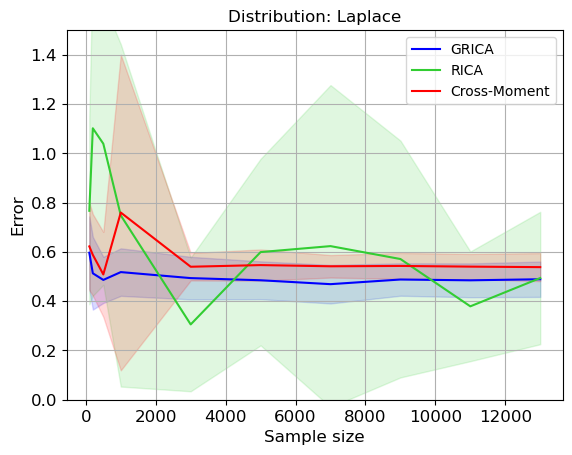 Distribution: Laplace
GRICA
RICA
Cross-Moment
Error
1.4
1.2
1.0
0.8
0.6
0.4
0.2
0.0
0 2000 4000 6000 8000 10000 12000
Sample size